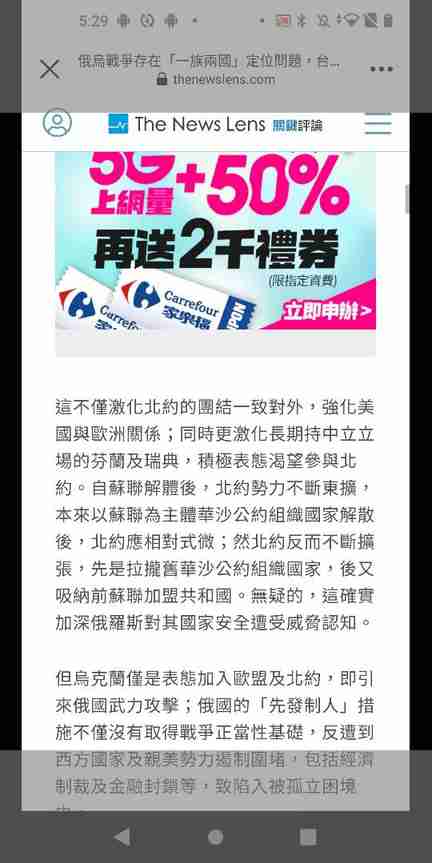 5:29
俄烏戰爭存在「一族兩國」定位問題，台...
thenewslens.com
The News Lens 關鍵評論
5G
上網量
+50%
再送2千禮券
(限指定資費)
Carrefour
家樂福
Carrefour
立即申辦>
這不僅激化北約的團結一致對外，強化美
國與歐洲關係；同時更激化長期持中立立
場的芬蘭及瑞典，積極表態渴望參與北
約。自蘇聯解體後，北約勢力不斷東擴，
本來以蘇聯為主體華沙公約組織國家解散
後，北約應相對式微；然北約反而不斷擴
張，先是拉攏舊華沙公約組織國家，後又
吸納前蘇聯加盟共和國。無疑的，這確實
加深俄羅斯對其國家安全遭受威脅認知。
但烏克蘭僅是表態加入歐盟及北約，即引
來俄國武力攻擊；俄國的「先發制人」措
施不僅沒有取得戰爭正當性基礎，反遭到
西方國家及親美勢力遏制圍堵，包括經濟
制裁及金融封鎖等，致陷入被孤立困境